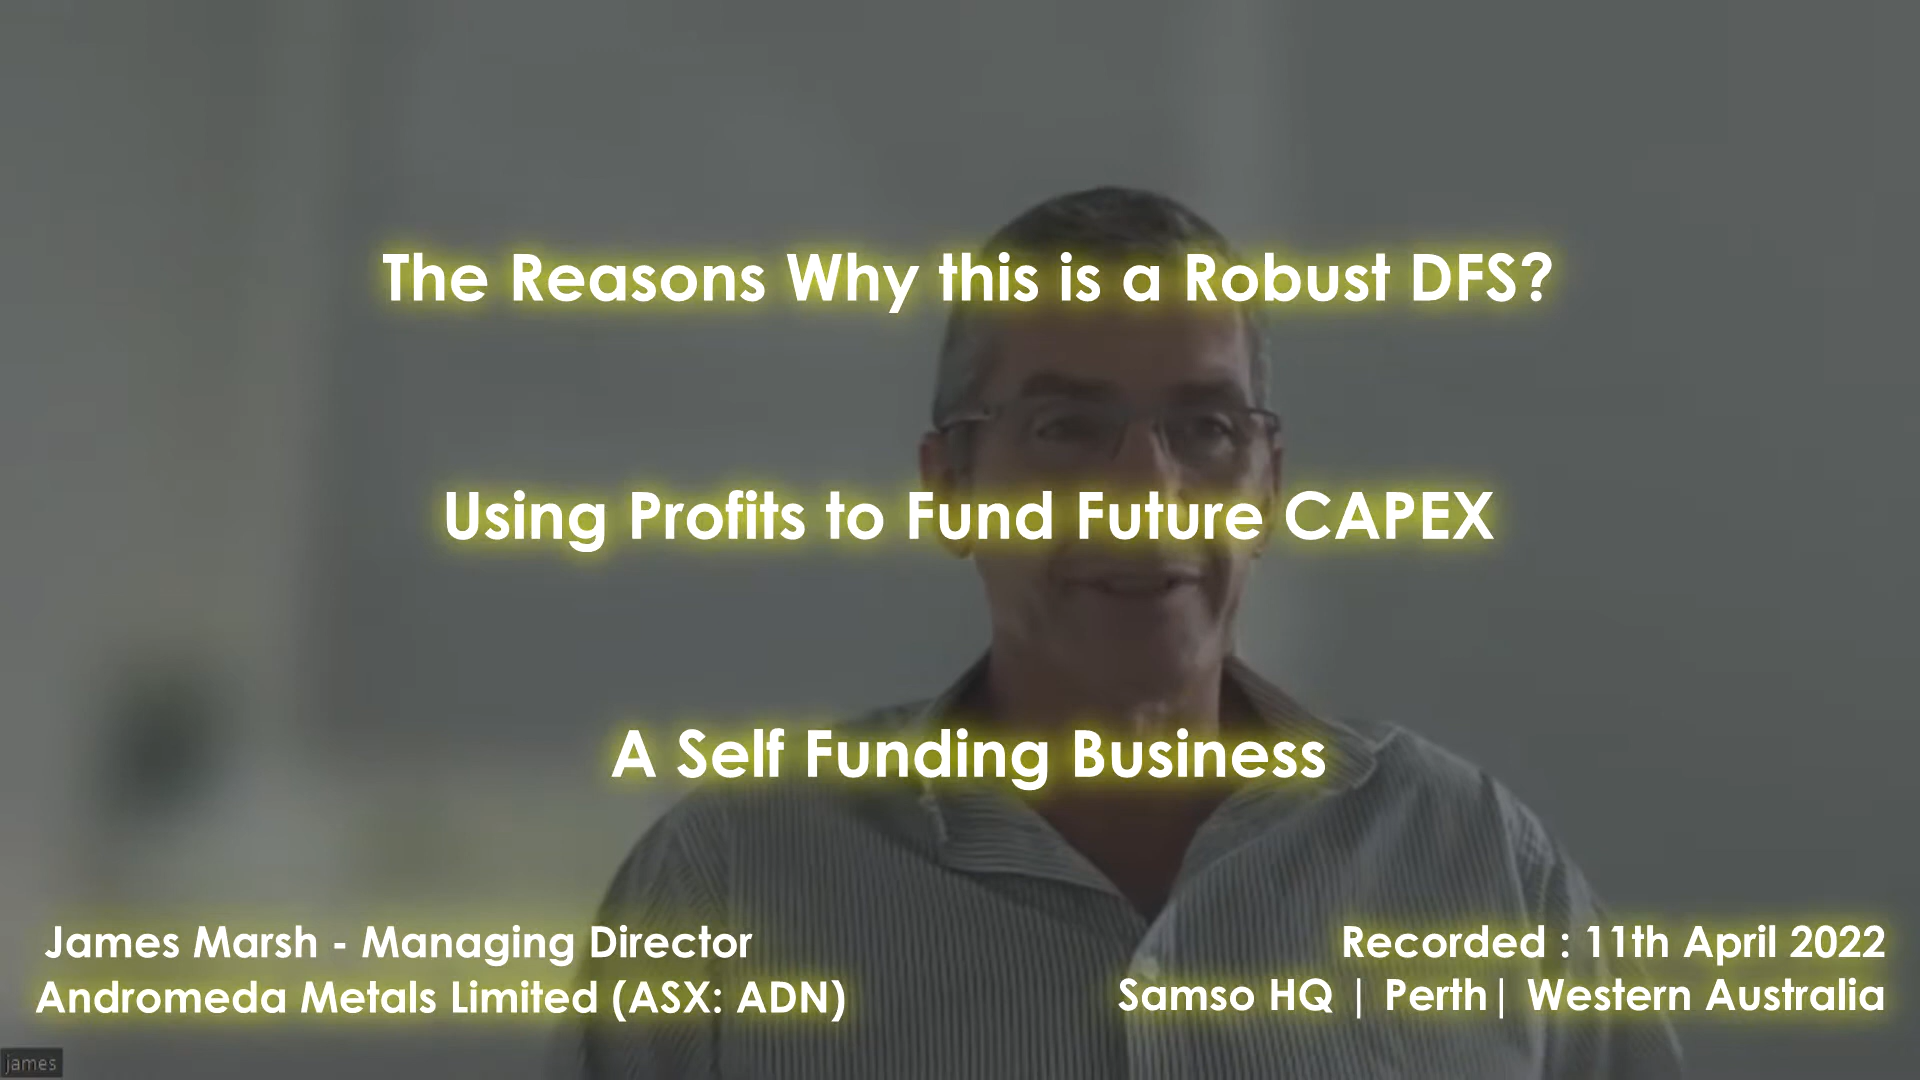 The Reasons Why this is a Robust DFS?
Using Profits to Fund Future CAPEX
A Self Funding Business
James Marsh - Managing Director
Andromeda Metals Limited (ASX: ADN)
Recorded : 11th April 2022
Samso HQ | Perth| Western Australia
james